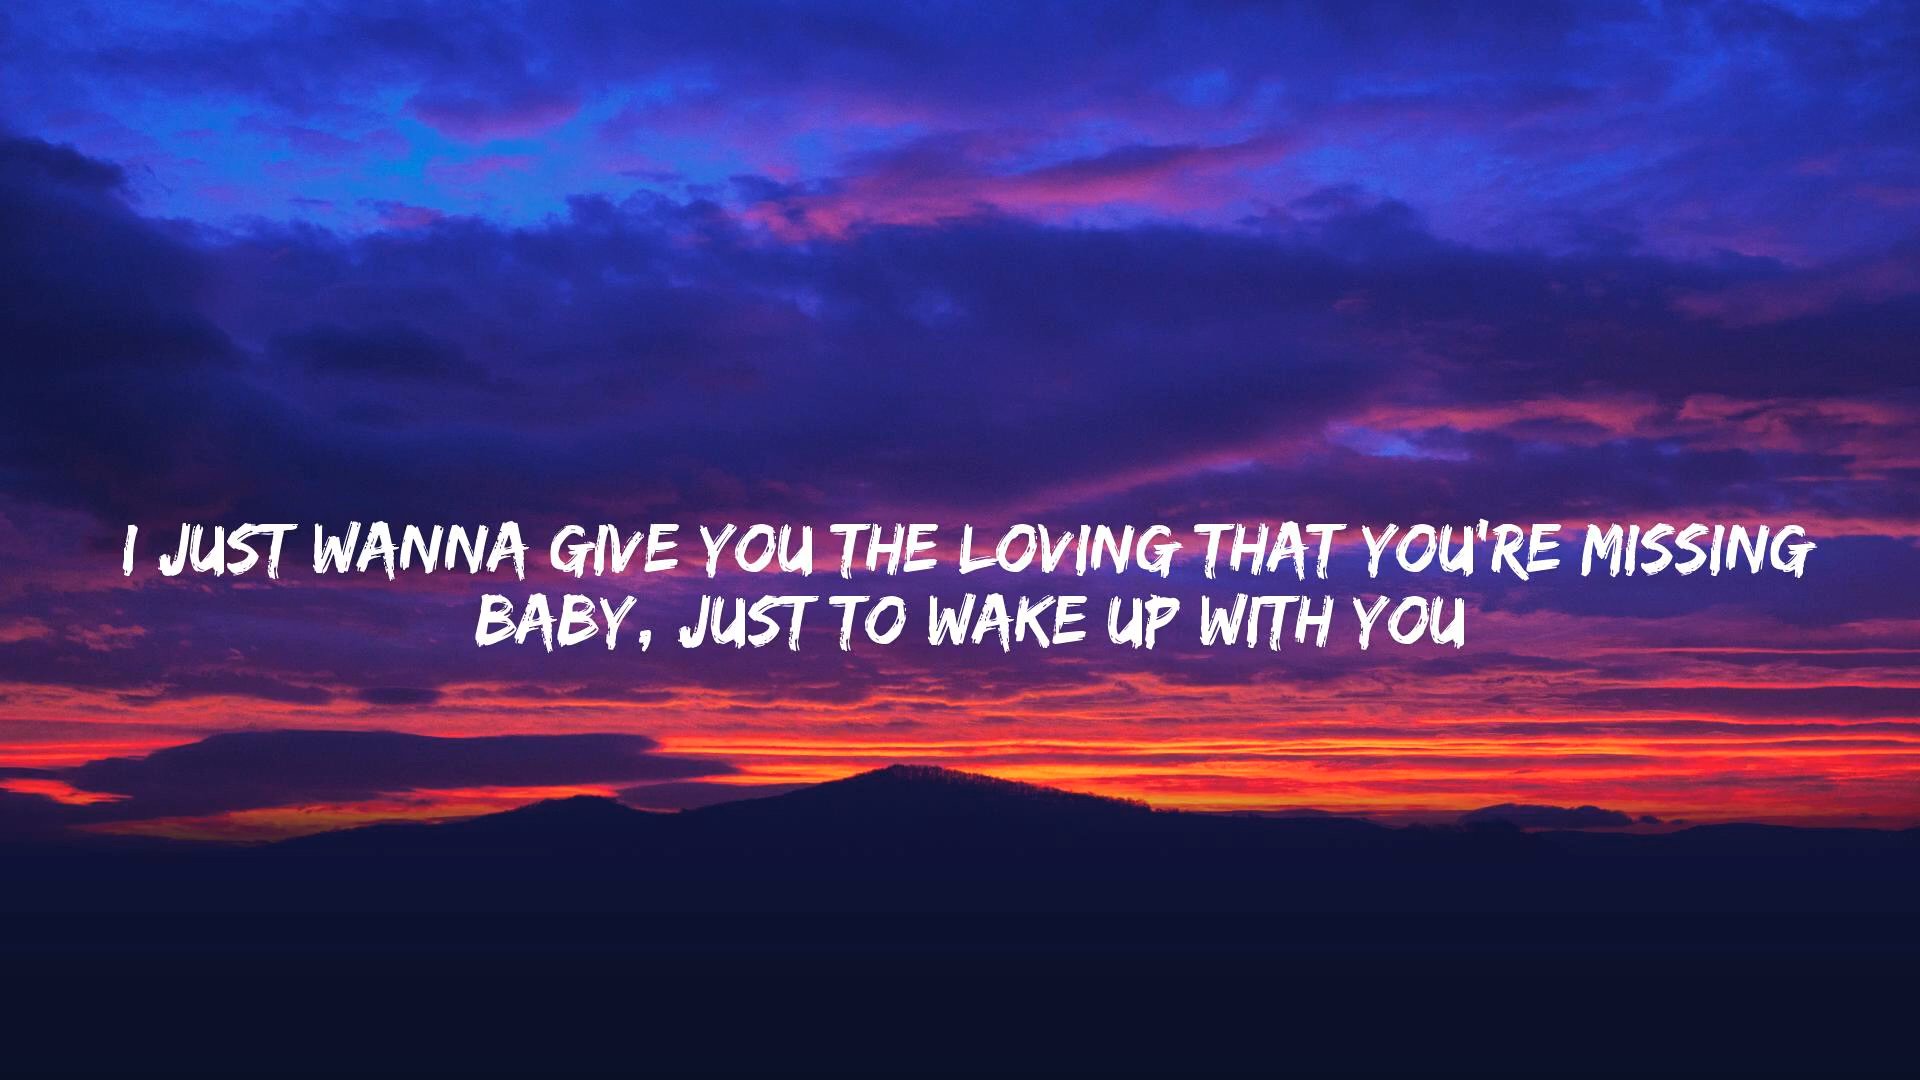 I JUST WANNA GIVE YOU THE LOVING THAT YOU'RE MISSING
BABY, JUST TO WAKE UP WITH YOU